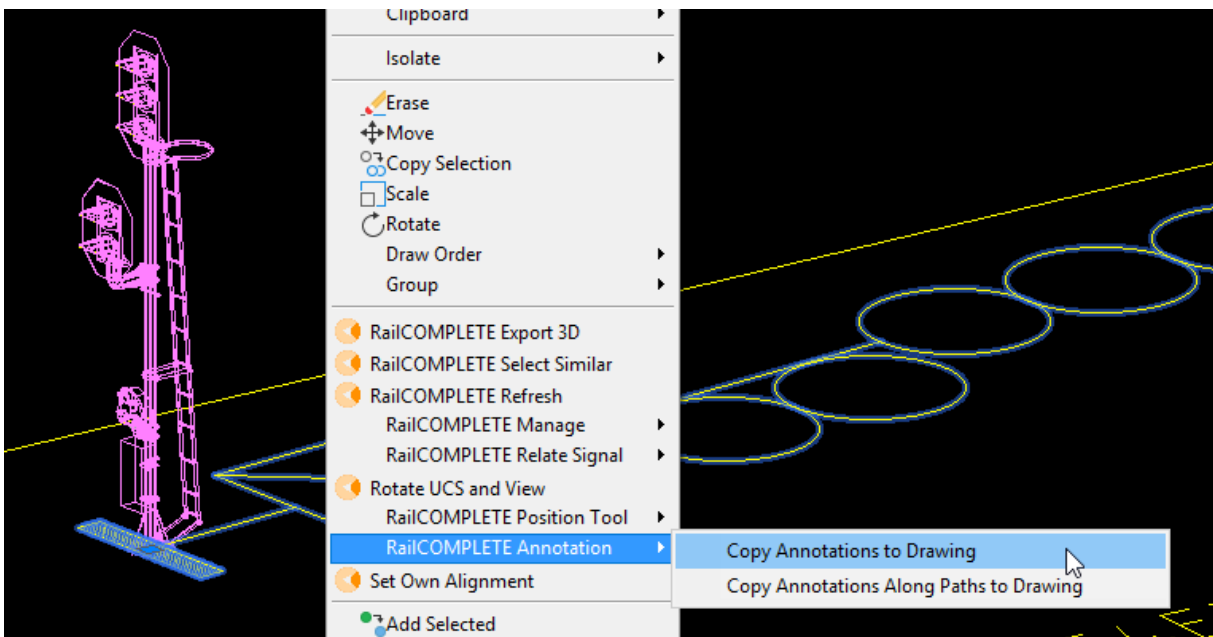 Clipboard
Isolate
Erase
Move
Copy Selection
Scale
Rotate
Draw Order
Group
RailCOMPLETE Export 3D
RailCOMPLETE Select Similar
RailCOMPLETE Refresh
RailCOMPLETE Manage
RailCOMPLETE Relate Signal
Rotate UCS and View
RailCOMPLETE Position Tool
RailCOMPLETE Annotation
Copy Annotations to Drawing
Copy Annotations Along Paths to Drawing
Set Own Alignment
Add Selected